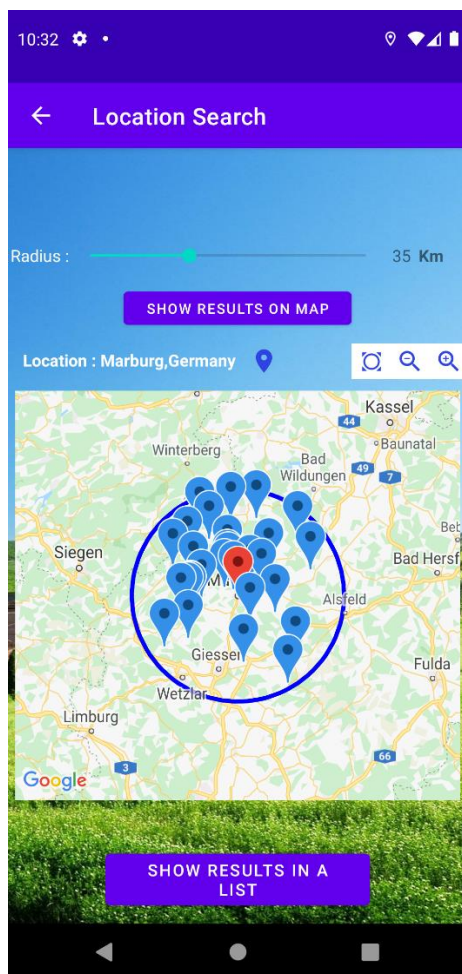 10:32
Location Search
Radius :
35 Km
SHOW RESULTS ON MAP
Location : Marburg,Germany
Kassel
44
Baunatal
Winterberg
Bad
Wildungen
49
7
Siegen
Beb
Bad Hersf
M
Alsfeld
Giessen
Fulda
Wetzlar
Limburg
66
3
Google
SHOW RESULTS IN A
LIST